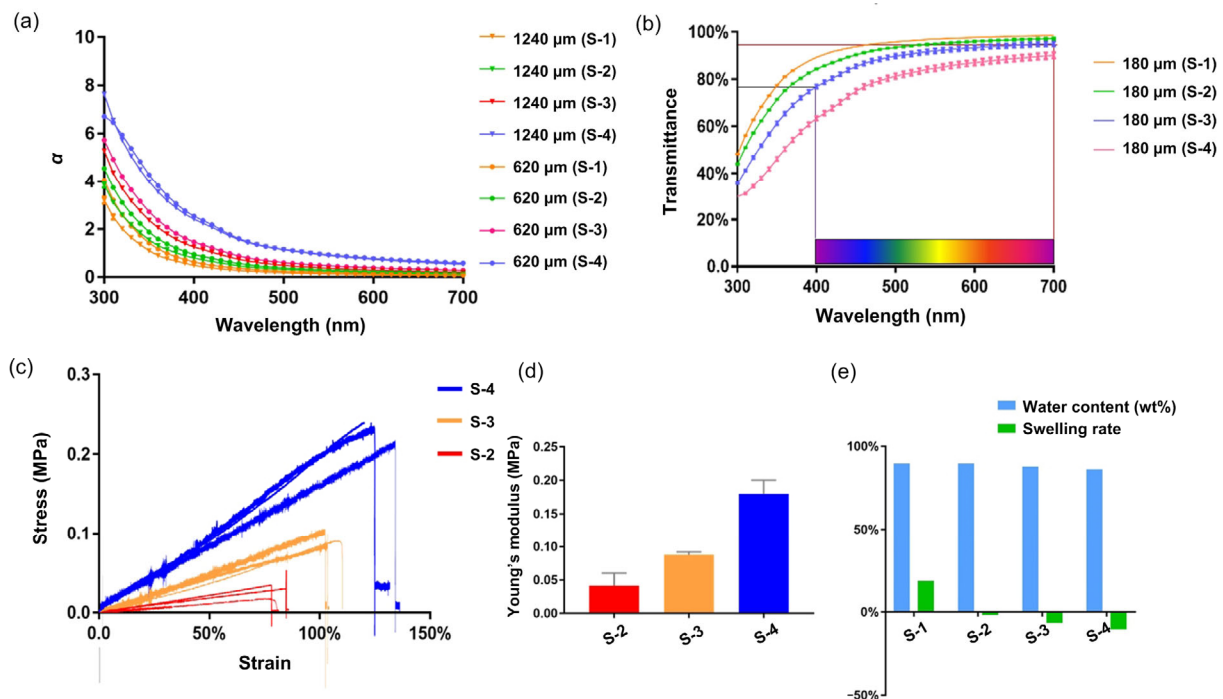 (a)
10
8
6
4
2
0
α
300
400
500
600
700
Wavelength (nm)
1240 µm (S-1)
1240 µm (S-2)
1240 µm (S-3)
1240 µm (S-4)
620 µm (S-1)
620 µm (S-2)
620 µm (S-3)
620 µm (S-4)
(b)
100%
80%
60%
40%
20%
0.0
Transmittance
300
400
500
600
700
Wavelength (nm)
180 µm (S-1)
180 µm (S-2)
180 µm (S-3)
180 µm (S-4)
(c)
0.3
0.2
0.1
0.0
Stress (MPa)
0.0
50%
100%
150%
Strain
S-4
S-3
S-2
(d)
0.25
0.20
0.15
0.10
0.05
0.00
Young's modulus (MPa)
S-2
S-3
S-4
(e)
Water content (wt%)
Swelling rate
100%
50%
0%
−50%
S-1
S-2
S-3
S-4